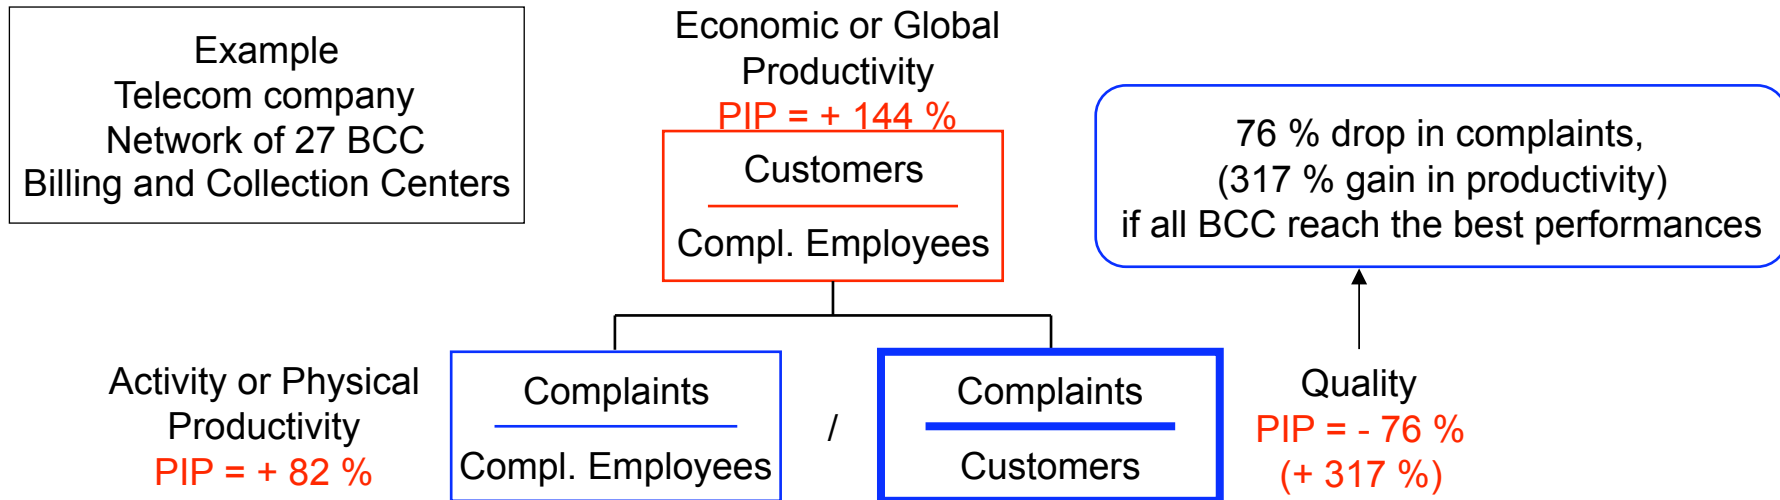 Example
Telecom company
Network of 27 BCC
Billing and Collection Centers
Economic or Global
Productivity
PIP = + 144 %
Customers
Compl. Employees
76 % drop in complaints,
(317 % gain in productivity)
if all BCC reach the best performances
Activity or Physical
Productivity
PIP = + 82 %
Complaints
Compl. Employees
/
Complaints
Customers
Quality
PIP = - 76 %
(+ 317 %)